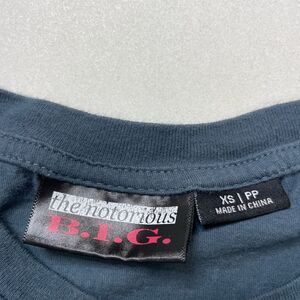 the notorious
B.I.G.
XS | PP
MADE IN CHINA